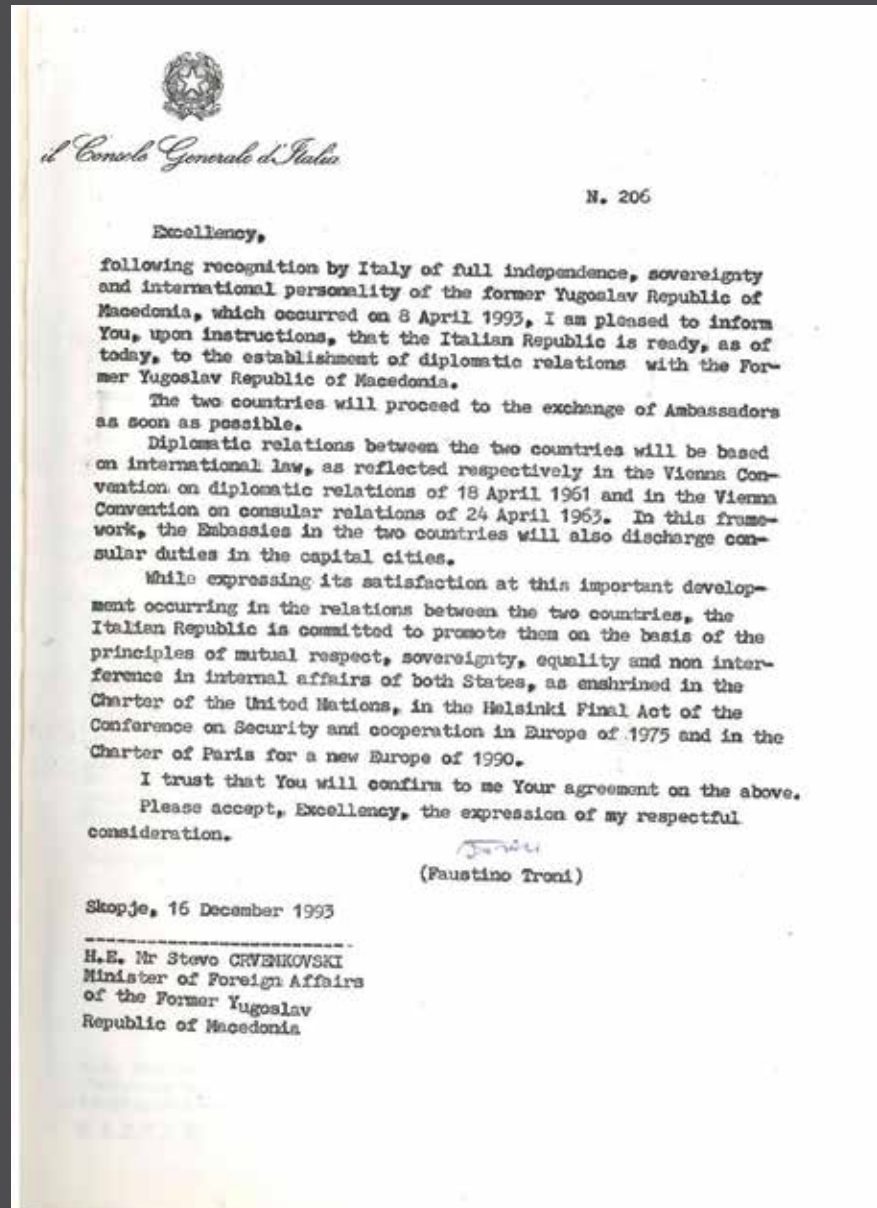 il Console Generale d'Italia
N. 206
Excellency,
following recognition by Italy of full independence, sovereignty
and international personality of the former Yugoslav Republic of
Macedonia, which occurred on 8 April 1993, I am pleased to inform
You, upon instructions, that the Italian Republic is ready, as of
today, to the establishment of diplomatic relations with the For-
mer Yugoslav Republic of Macedonia.
The two countries will proceed to the exchange of Ambassadors
as soon as possible.
Diplomatic relations between the two countries will be based
on international law, as reflected respectively in the Vienna Con-
vention on diplomatic relations of 18 April 1961 and in the Vienna
Convention on consular relations of 24 April 1963. In this frame-
work, the Embassies in the two countries will also discharge con-
sular duties in the capital cities.
While expressing its satisfaction at this important develop-
ment occurring in the relations between the two countries, the
Italian Republic is committed to promote them on the basis of the
principles of mutual respect, sovereignty, equality and non inter-
ference in internal affairs of both States, as enshrined in the
Charter of the United Nations, in the Helsinki Final Act of the
Conference on Security and cooperation in Europe of 1975 and in the
Charter of Paris for a new Europe of 1990.
I trust that You will confirm to me Your agreement on the above.
Please accept, Excellency, the expression of my respectful
consideration.
(Faustino Troni)
Skopje, 16 December 1993
H.E. Mr Stevo CRVENKOVSKI
Minister of Foreign Affairs
of the Former Yugoslav
Republic of Macedonia